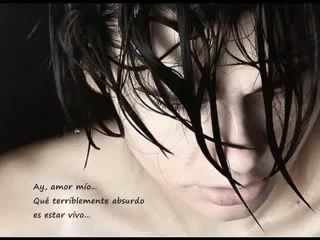 Ay, amor mío...
Qué terriblemente absurdo
es estar vivo...